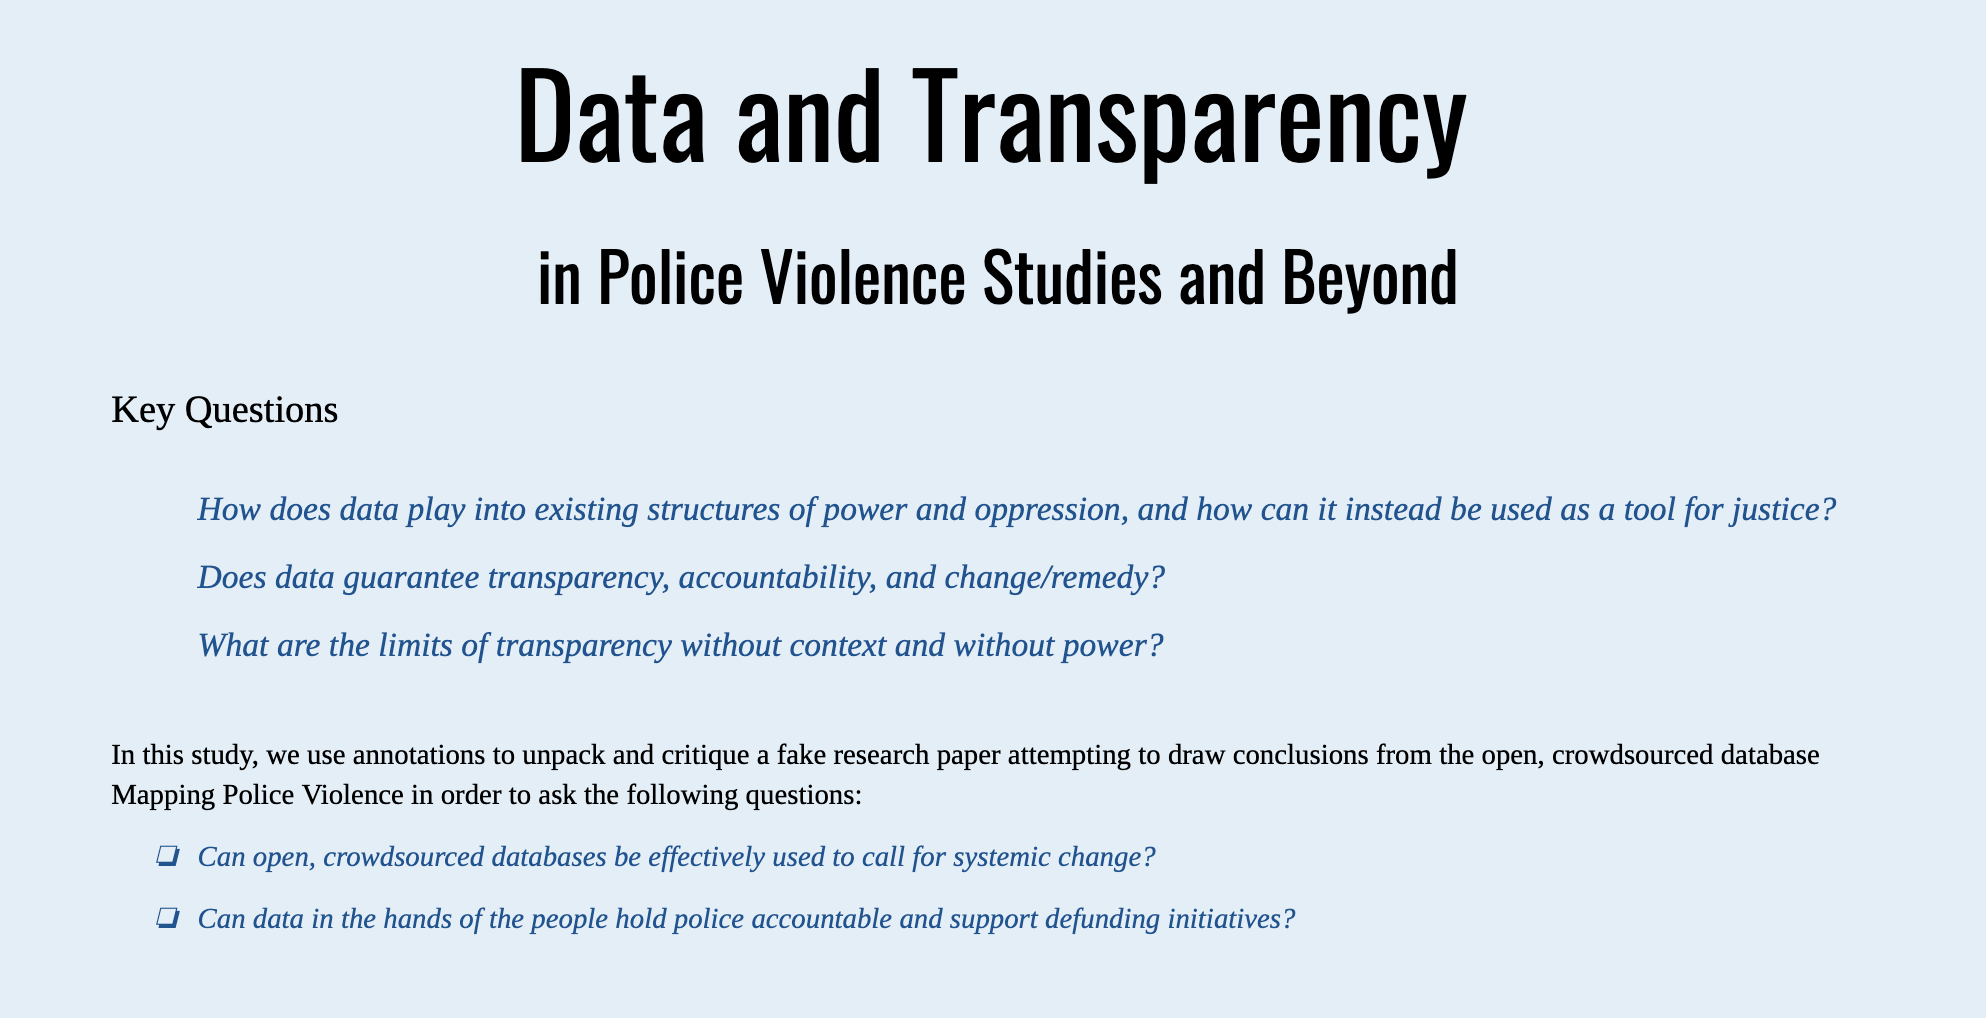 Data and Transparency
in Police Violence Studies and Beyond
Key Questions
How does data play into existing structures of power and oppression, and how can it instead be used as a tool for justice?
Does data guarantee transparency, accountability, and change/remedy?
What are the limits of transparency without context and without power?
In this study, we use annotations to unpack and critique a fake research paper attempting to draw conclusions from the open, crowdsourced database
Mapping Police Violence in order to ask the following questions:
❏ Can open, crowdsourced databases be effectively used to call for systemic change?
❏ Can data in the hands of the people hold police accountable and support defunding initiatives?